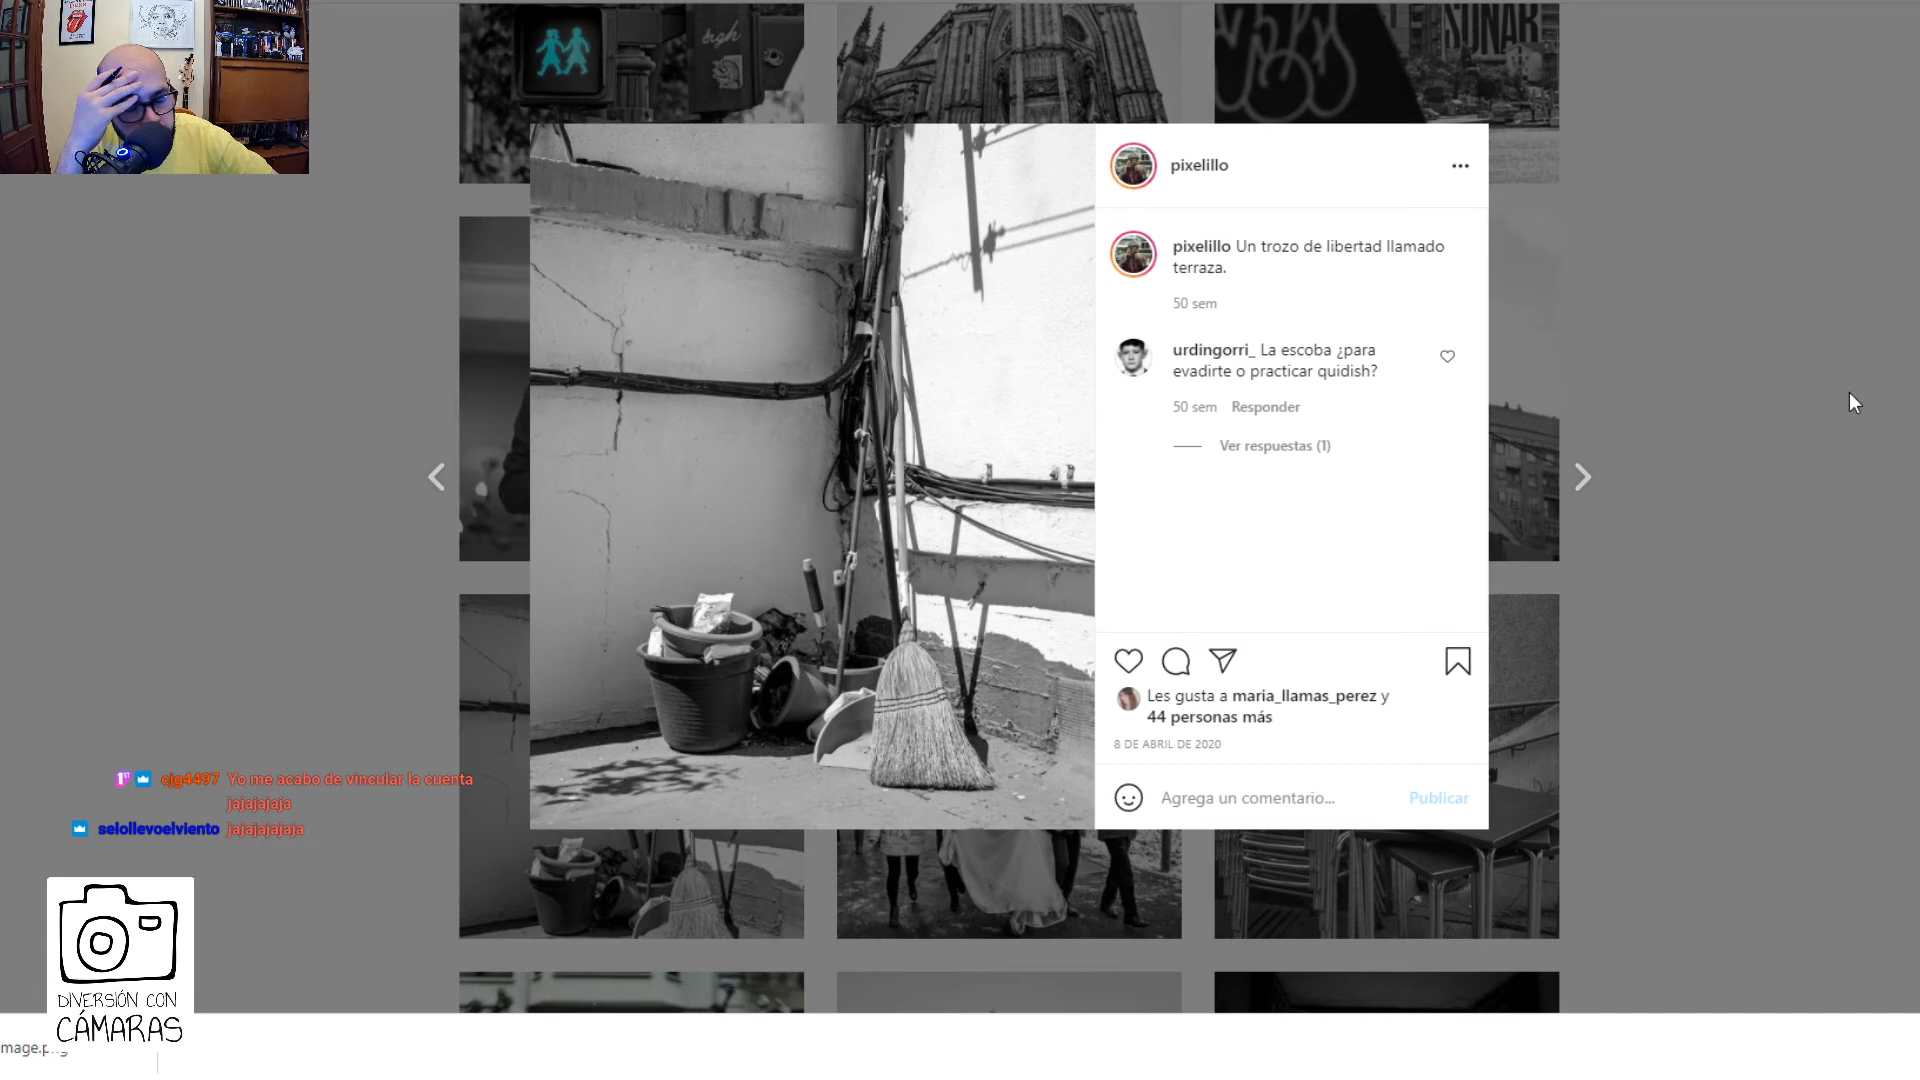 SONAR
pixelillo
pixelillo Un trozo de libertad llamado
terraza.
50 sem
urdingorri_ La escoba ¿para
evadirte o practicar quidish?
50 sem Responder
Ver respuestas (1)
Les gusta a maria_llamas_perez y
44 personas más
8 DE ABRIL DE 2020
Agrega un comentario... Publicar
1ST cjg4497 Yo me acabo de vincular la cuenta
jajajajaja
selollevoelviento jajajajajaja
DIVERSIÓN CON
CÁMARAS